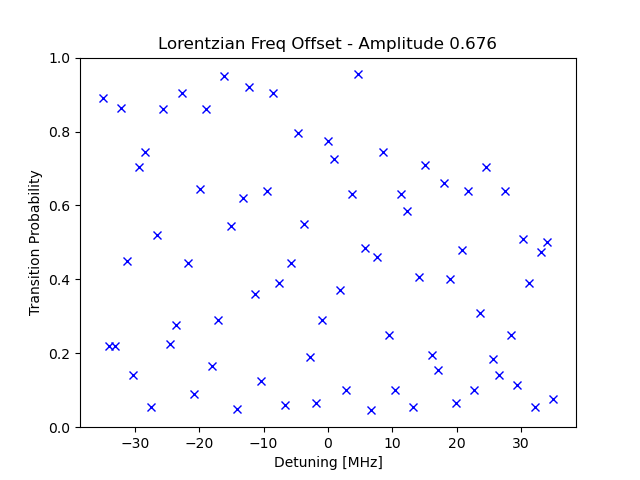 Lorentzian Freq Offset - Amplitude 0.676
1.0
0.8
0.6
0.4
0.2
0.0
Transition Probability
−30 −20 −10 0 10 20 30
Detuning [MHz]